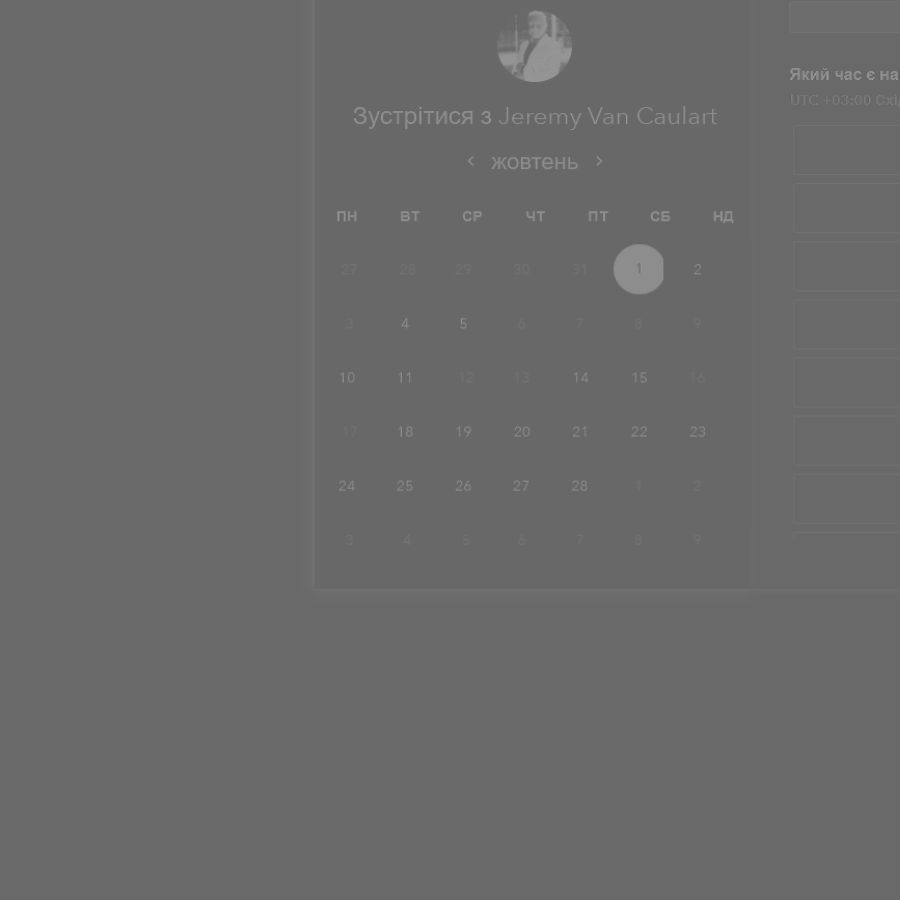 Зустрітися з Jeremy Van Caulart
‹ жовтень ›
ПН ВТ СР ЧТ ПТ СБ НД
27 28 29 30 31 1 2
3 4 5 6 7 8 9
10 11 12 13 14 15 16
17 18 19 20 21 22 23
24 25 26 27 28 1 2
3 4 5 6 7 8 9
Який час є на
UTC +03:00 Схі